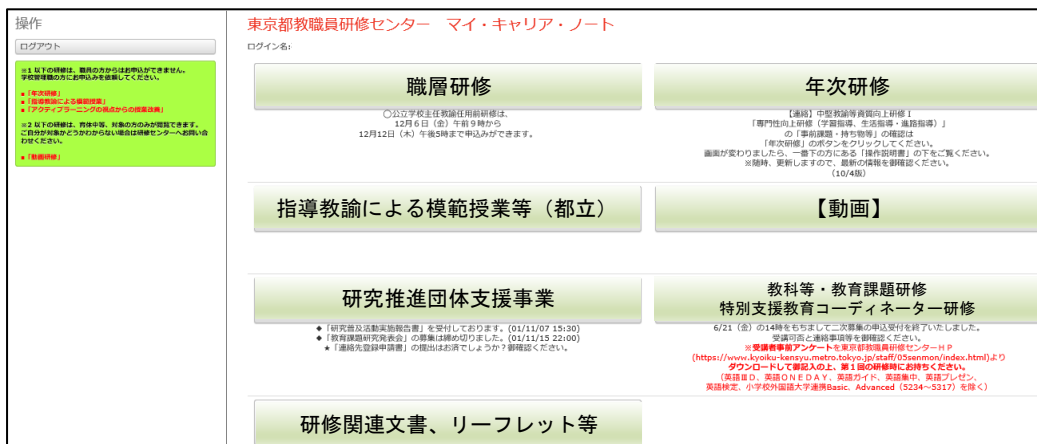 操作
ログアウト
※1 以下の研修は、職員の方からはお申込みができません。
学校管理職の方にお申込みを依頼してください。
■「年次研修」
■「指導教諭による模範授業」
■「アクティブラーニングの視点からの授業改善」
※2 以下の研修は、育休中等、対象の方のみが閲覧できます。
ご自分が対象かどうかわからない場合は研修センターへお問い合
わせください。
■「動画研修」
東京都教職員研修センター　マイ・キャリア・ノート
ログイン名:
職層研修
〇公立学校主任教諭任用前研修は、
12月6日（金）午前9時から
12月12日（木）午後5時まで申込みができます。
年次研修
【連絡】中堅教諭等資質向上研修Ⅰ
「専門性向上研修（学習指導、生活指導・進路指導）」
の「事前課題・持ち物等」の確認は
「年次研修」のボタンをクリックしてください。
画面が変わりましたら、一番下の方にある「操作説明書」の下をご覧ください。
※随時、更新しますので、最新の情報を御確認ください。
（10/4版）
指導教諭による模範授業等（都立）
【動画】
研究推進団体支援事業
◆「研究普及活動実施報告書」を受付しております。(01/11/07 15:30)
◆「教育課題研究発表会」の募集は締め切りました。(01/11/15 22:00)
★「連絡先登録申請書」の提出はお済でしょうか？御確認ください。
教科等・教育課題研修
特別支援教育コーディネーター研修
6/21（金）の14時をもちまして二次募集の申込受付を終了いたしました。
受講可否と連絡事項等を御確認ください。
※受講者事前アンケートを東京都教職員研修センターHP
(https://www.kyoiku-kensyu.metro.tokyo.jp/staff/05senmon/index.html)より
ダウンロードして御記入の上、第1回の研修時にお持ちください。
（英語ⅢD、英語ONEDAY、英語ガイド、英語集中、英語プレゼン、
英語検定、小学校外国語大学連携Basic、Advanced（5234～5317）を除く）
研修関連文書、リーフレット等